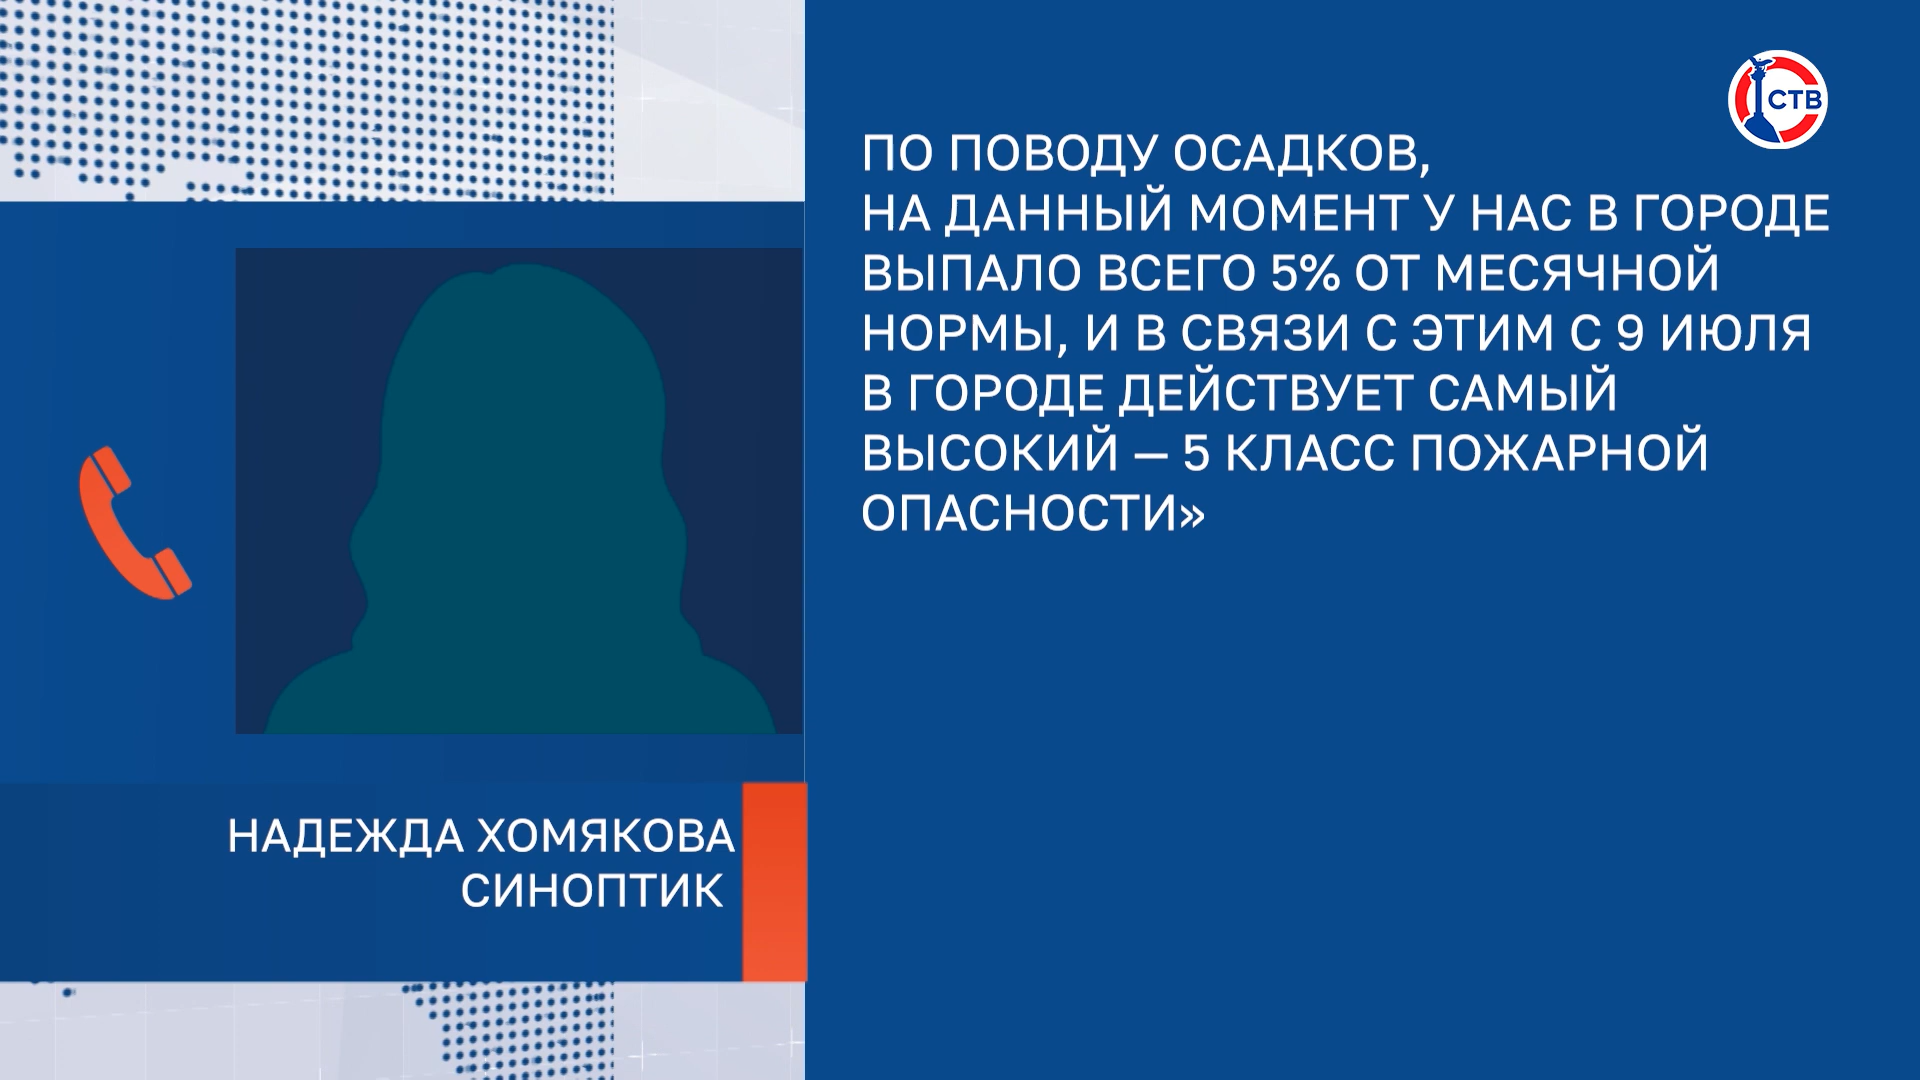 СТВ
ПО ПОВОДУ ОСАДКОВ,
НА ДАННЫЙ МОМЕНТ У НАС В ГОРОДЕ
ВЫПАЛО ВСЕГО 5% ОТ МЕСЯЧНОЙ
НОРМЫ, И В СВЯЗИ С ЭТИМ С 9 ИЮЛЯ
В ГОРОДЕ ДЕЙСТВУЕТ САМЫЙ
ВЫСОКИЙ — 5 КЛАСС ПОЖАРНОЙ
ОПАСНОСТИ»
НАДЕЖДА ХОМЯКОВА
СИНОПТИК